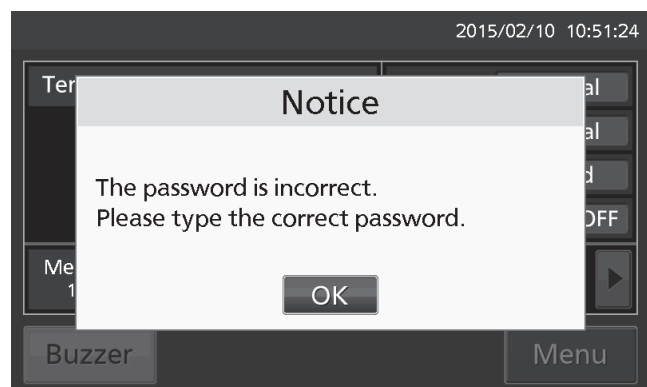 2015/02/10 10:51:24
Notice
The password is incorrect.
Please type the correct password.
OK
Buzzer
Menu